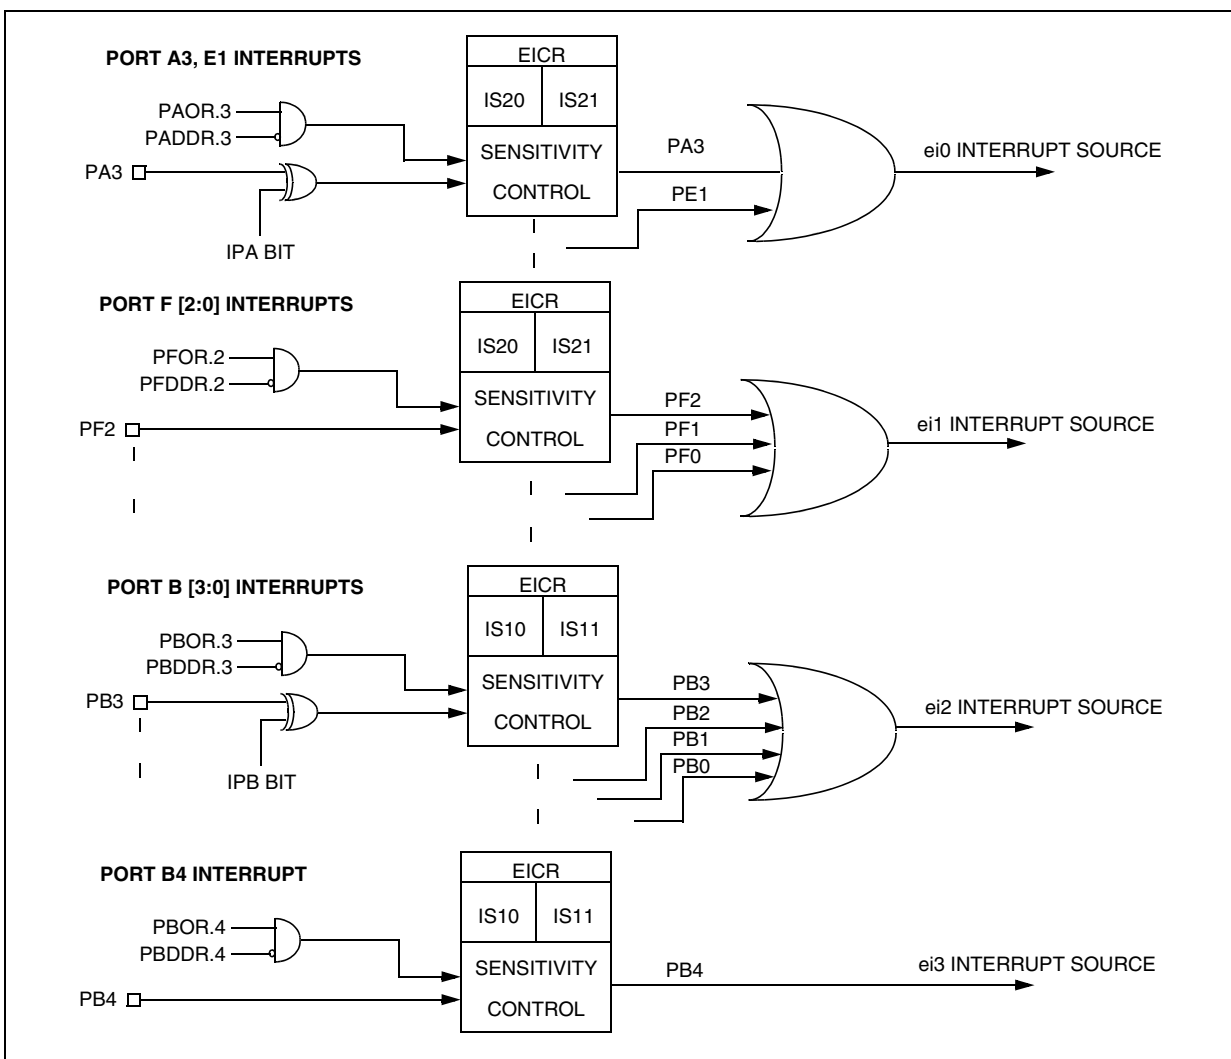 PORT A3, E1 INTERRUPTS
EICR
IS20 IS21
PAOR.3
PADDR.3
SENSITIVITY
CONTROL
PA3
IPA BIT
PA3
PE1
ei0 INTERRUPT SOURCE
PORT F [2:0] INTERRUPTS
EICR
IS20 IS21
PFOR.2
PFDDR.2
SENSITIVITY
CONTROL
PF2
PF2
PF1
PF0
ei1 INTERRUPT SOURCE
PORT B [3:0] INTERRUPTS
EICR
IS10 IS11
PBOR.3
PBDDR.3
SENSITIVITY
CONTROL
PB3
IPB BIT
PB3
PB2
PB1
PB0
ei2 INTERRUPT SOURCE
PORT B4 INTERRUPT
EICR
IS10 IS11
PBOR.4
PBDDR.4
SENSITIVITY
CONTROL
PB4
PB4
ei3 INTERRUPT SOURCE